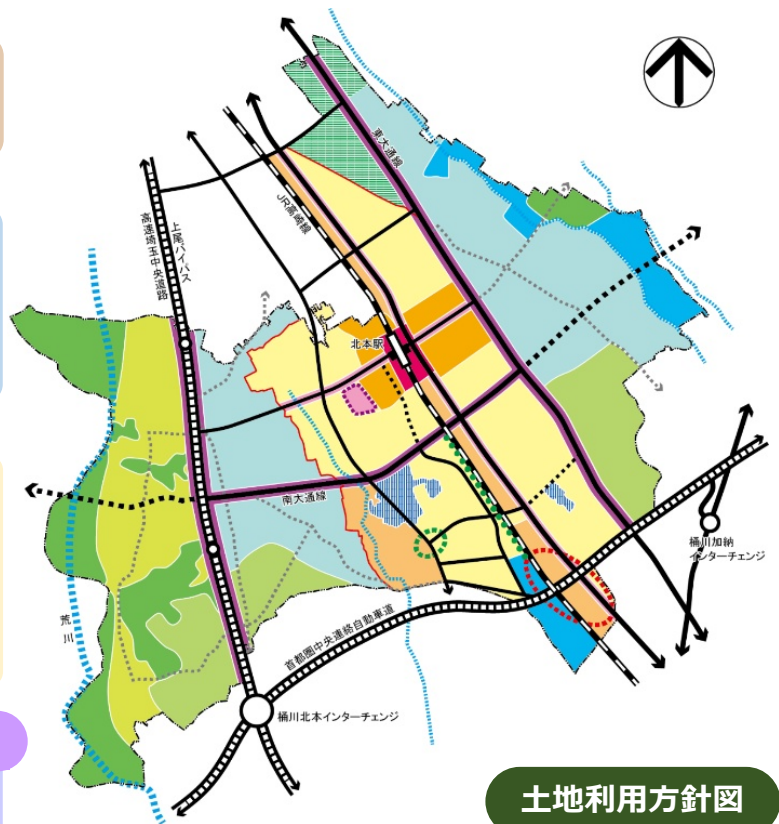 東大通線
JR高崎線
上尾バイパス
高速埼玉中央道路
北本駅
南大通線
桶川加納
インターチェンジ
荒川
首都圏中央連絡自動車道
桶川北本インターチェンジ
土地利用方針図